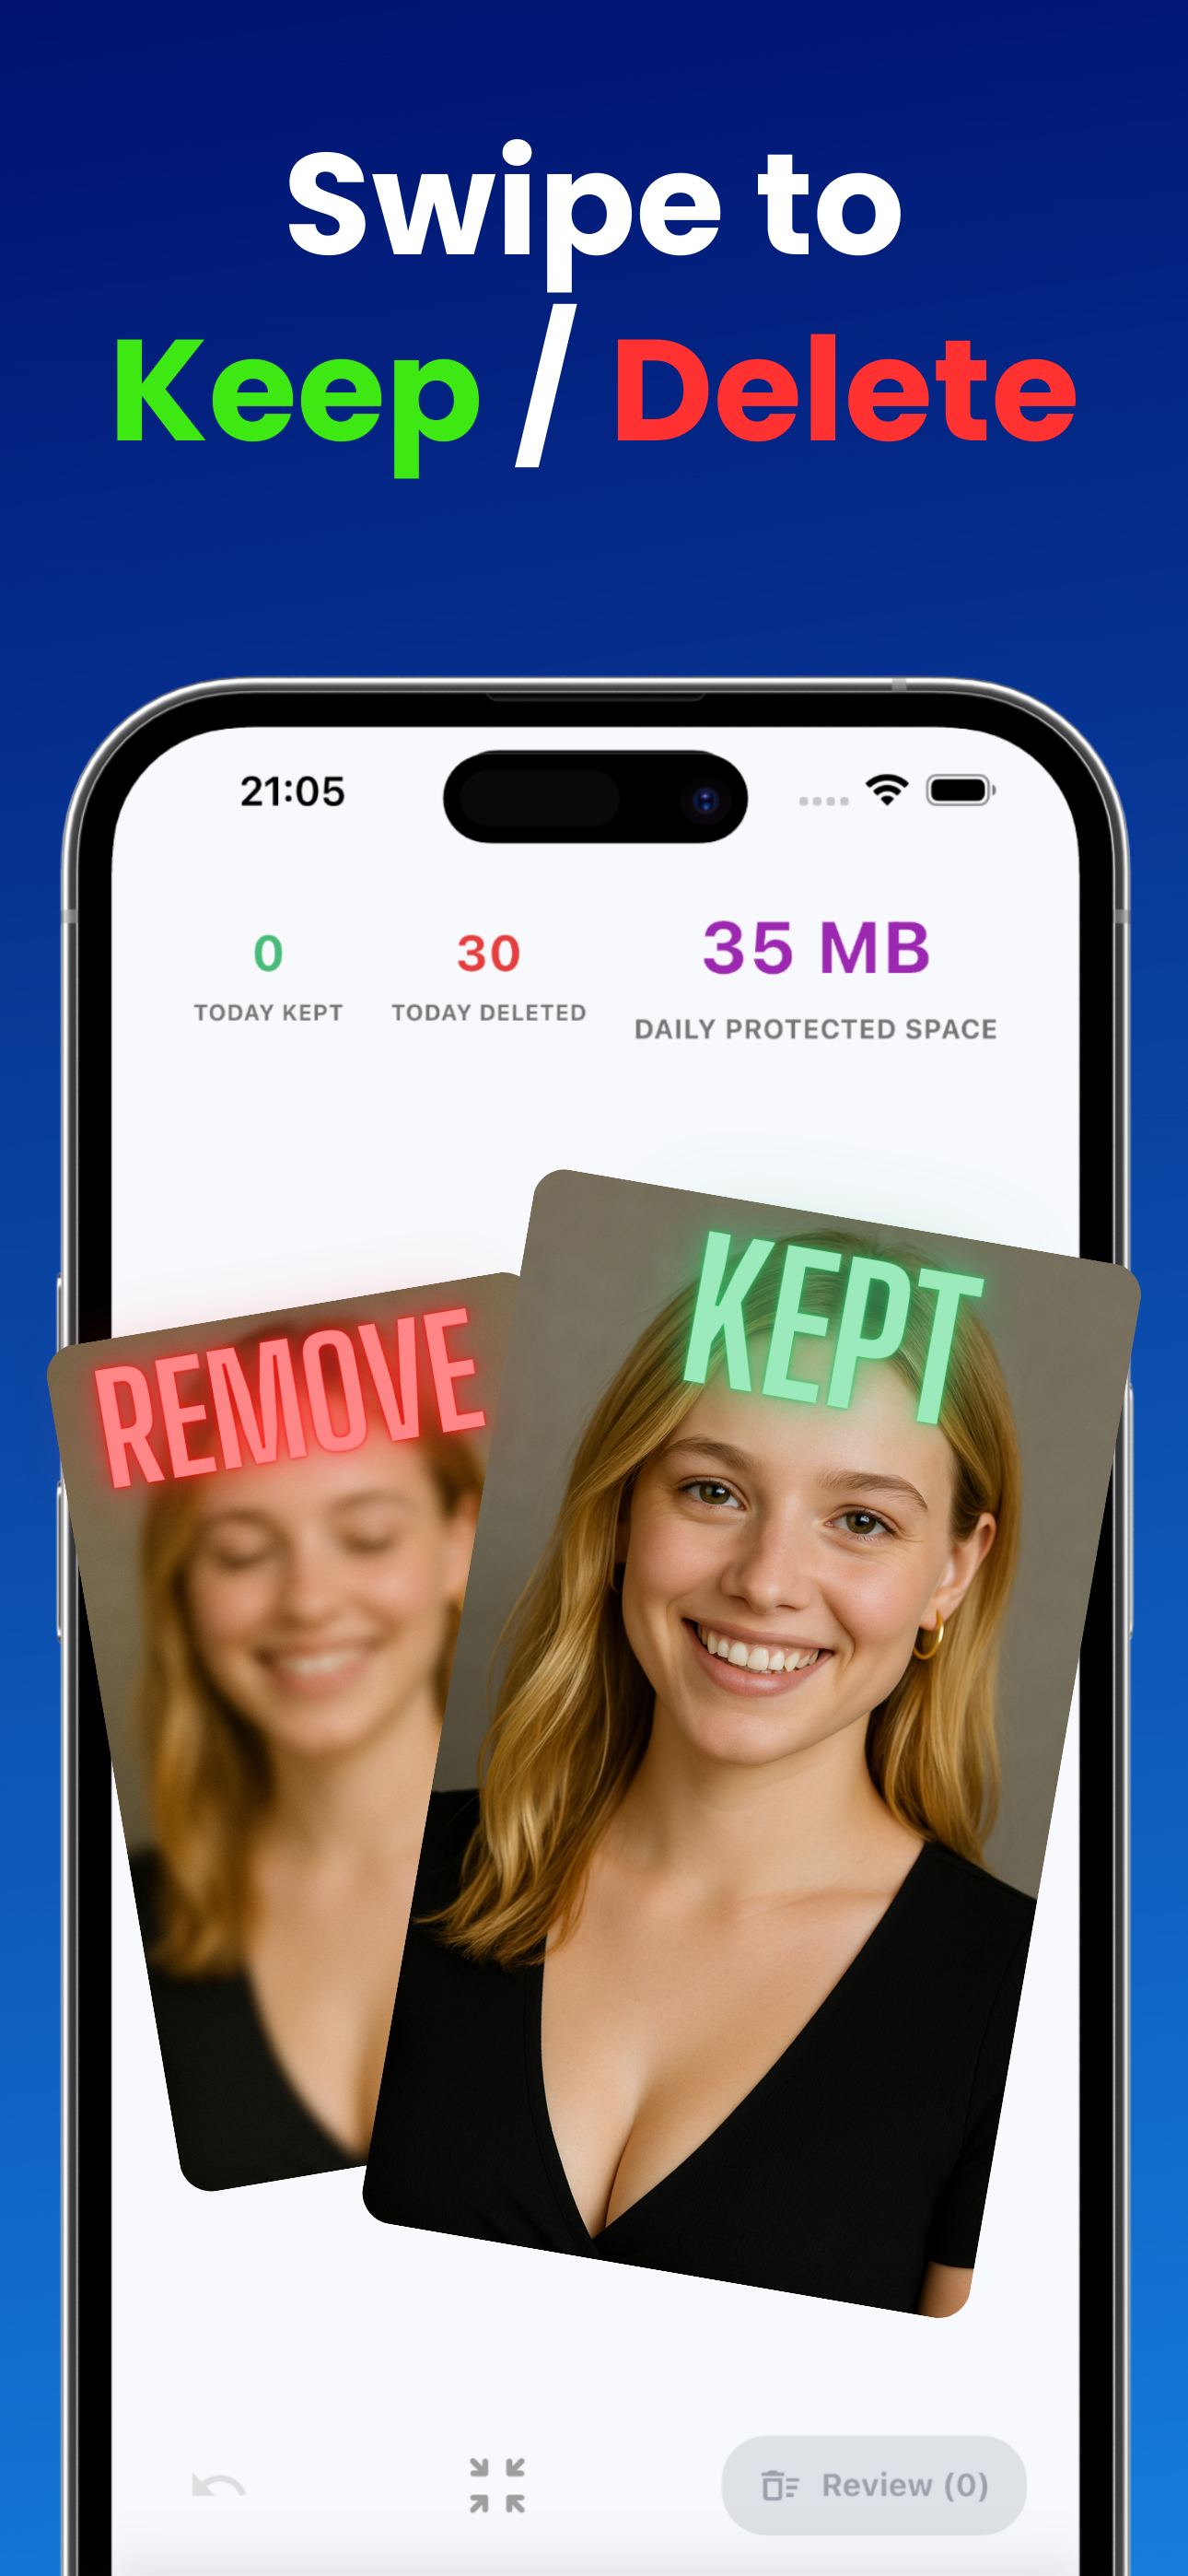 Swipe to
Keep / Delete
21:05
0
TODAY KEPT
30
TODAY DELETED
35 MB
DAILY PROTECTED SPACE
REMOVE
KEPT
Review (0)